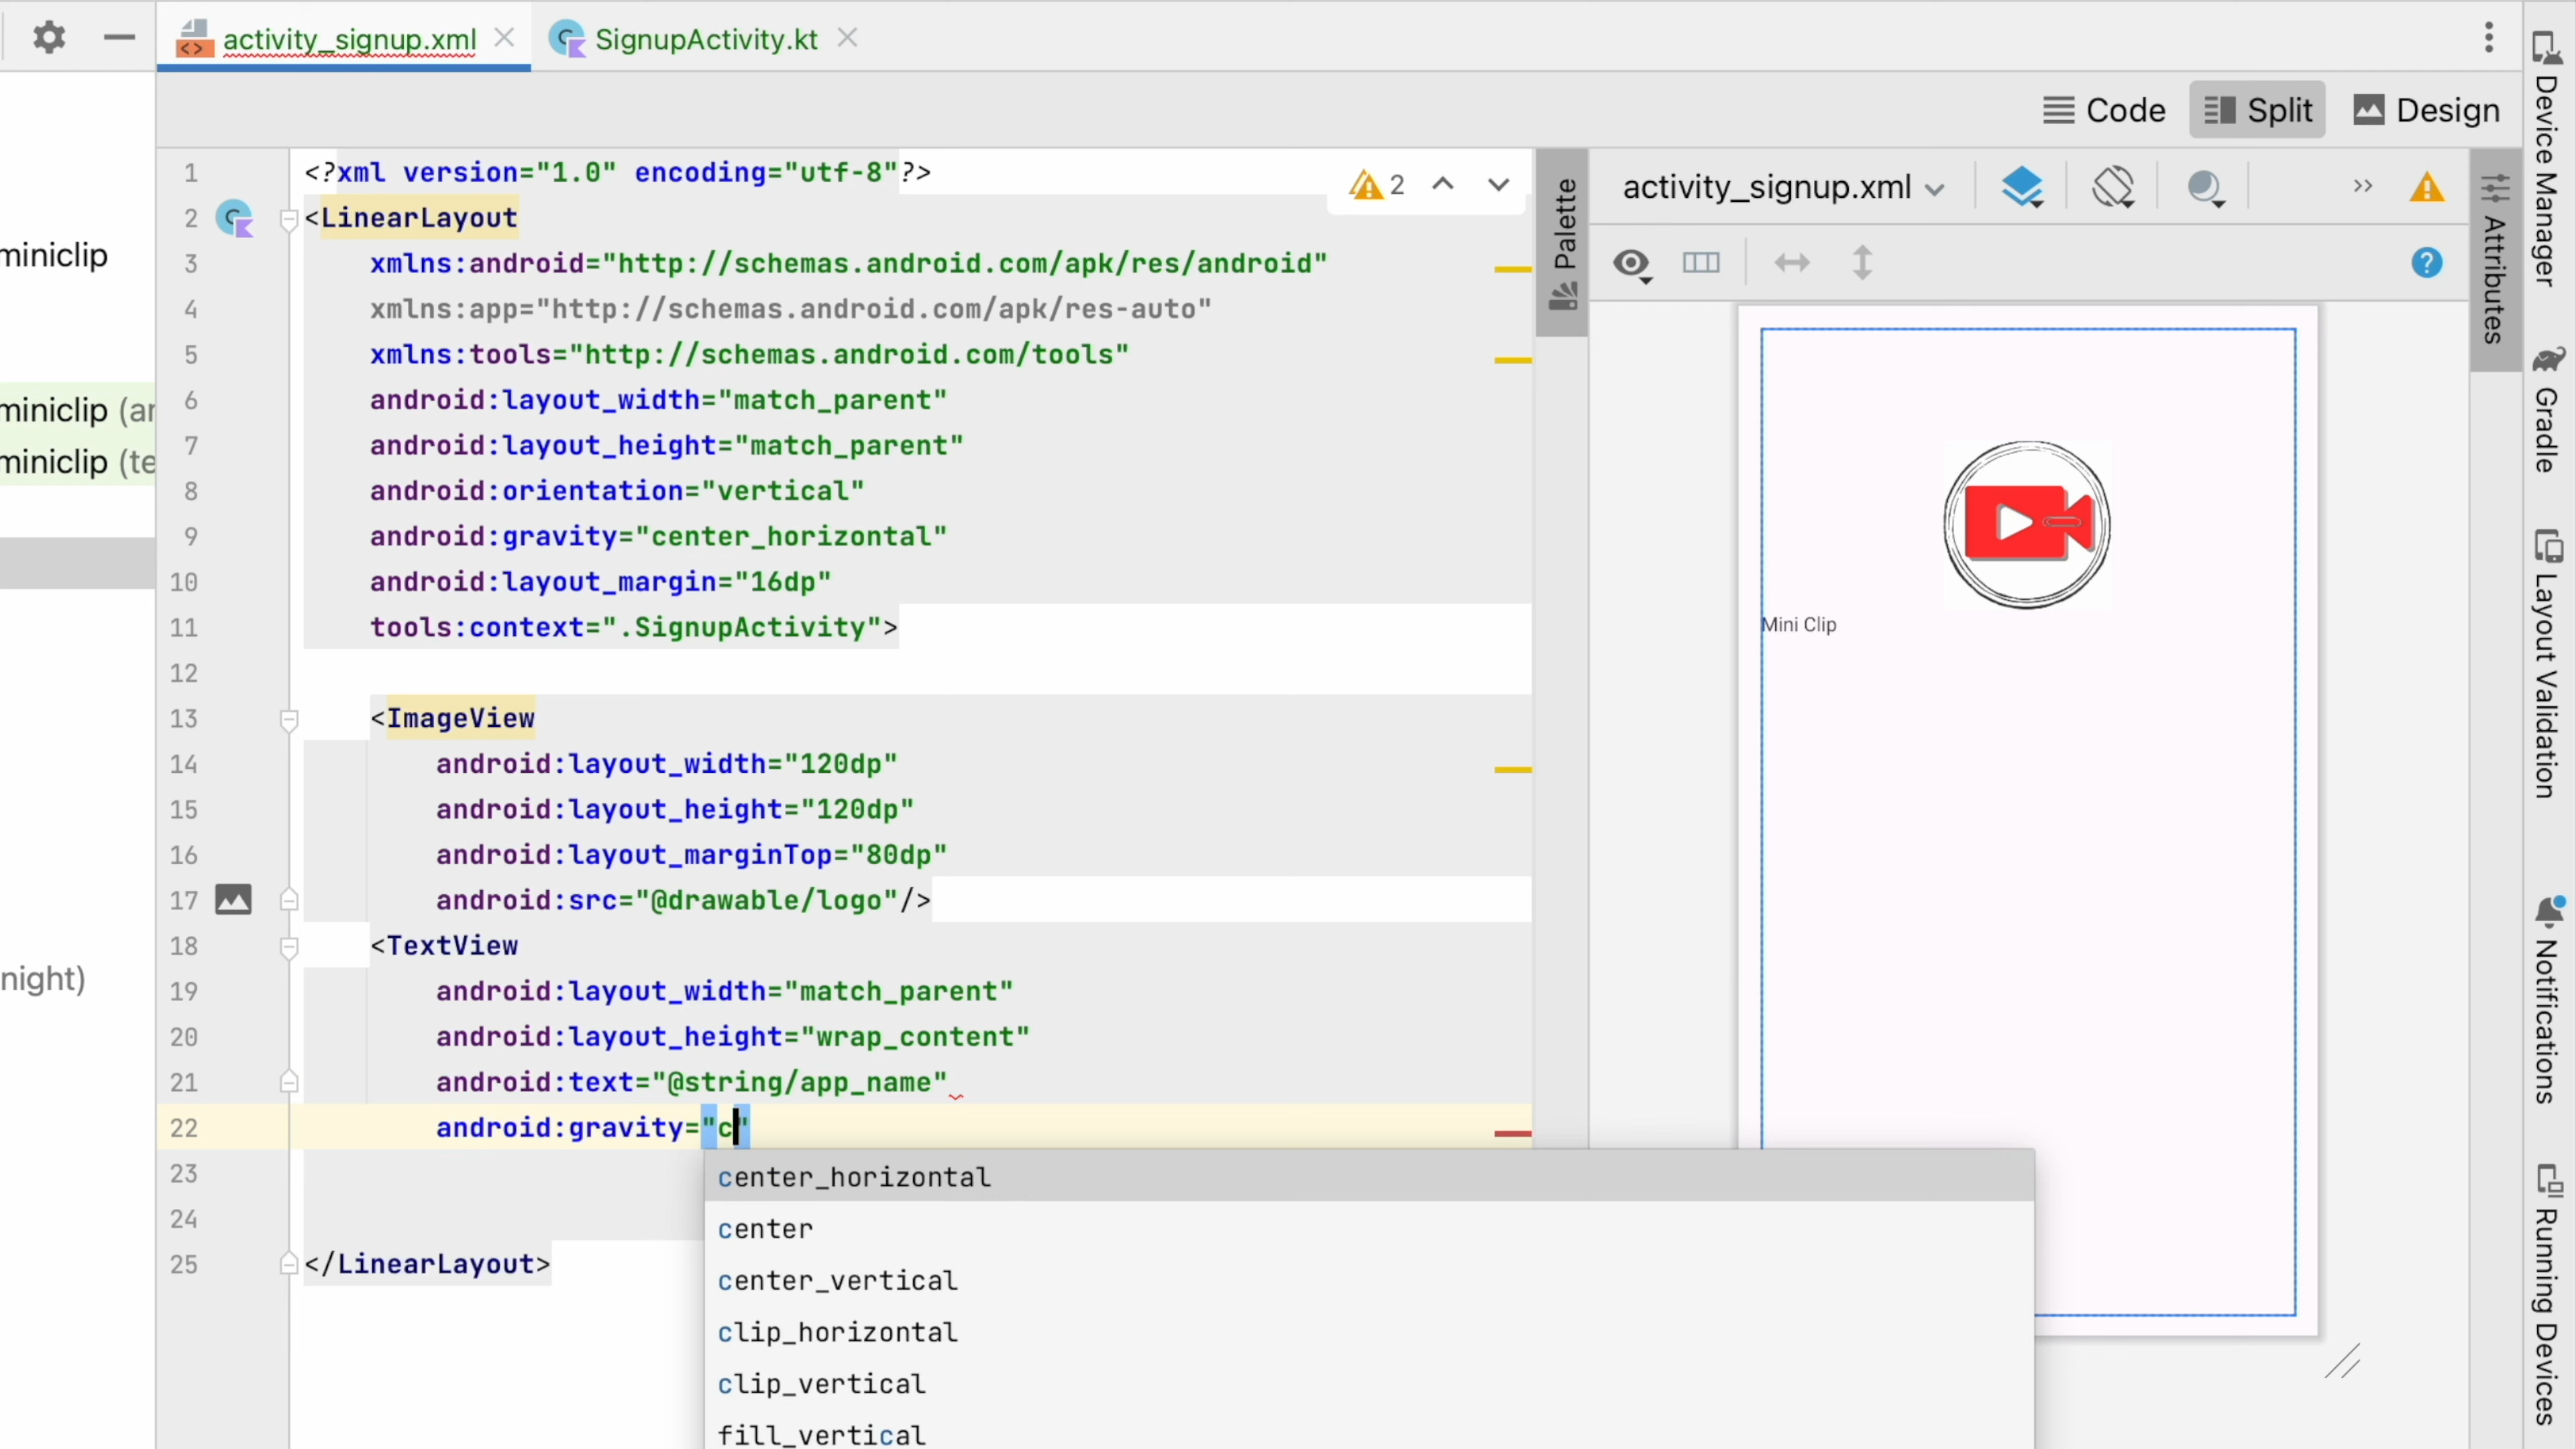 activity_signup.xml
SignupActivity.kt
Code
Split
Design
miniclip
miniclip (ar
miniclip (te
night)
1 <?xml version="1.0" encoding="utf-8"?>
2 <LinearLayout
3 xmlns:android="http://schemas.android.com/apk/res/android"
4 xmlns:app="http://schemas.android.com/apk/res-auto"
5 xmlns:tools="http://schemas.android.com/tools"
6 android:layout_width="match_parent"
7 android:layout_height="match_parent"
8 android:orientation="vertical"
9 android:gravity="center_horizontal"
10 android:layout_margin="16dp"
11 tools:context=".SignupActivity">
12
13 <ImageView
14 android:layout_width="120dp"
15 android:layout_height="120dp"
16 android:layout_marginTop="80dp"
17 android:src="@drawable/logo"/>
18 <TextView
19 android:layout_width="match_parent"
20 android:layout_height="wrap_content"
21 android:text="@string/app_name"
22 android:gravity="c"
23
24
25 </LinearLayout>
2
center_horizontal
center
center_vertical
clip_horizontal
clip_vertical
fill_vertical
Palette
activity_signup.xml
Mini Clip
Attributes
Device Manager
Gradle
Layout Validation
Notifications
Running Devices